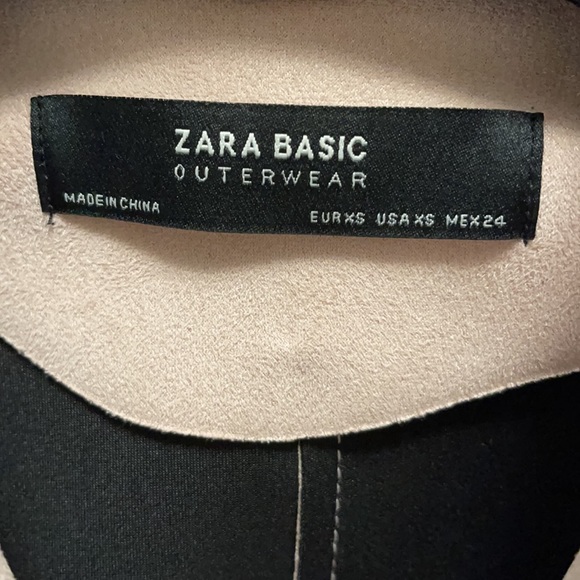 ZARA BASIC
OUTERWEAR
MADE IN CHINA
EUR XS USA XS MEX 24